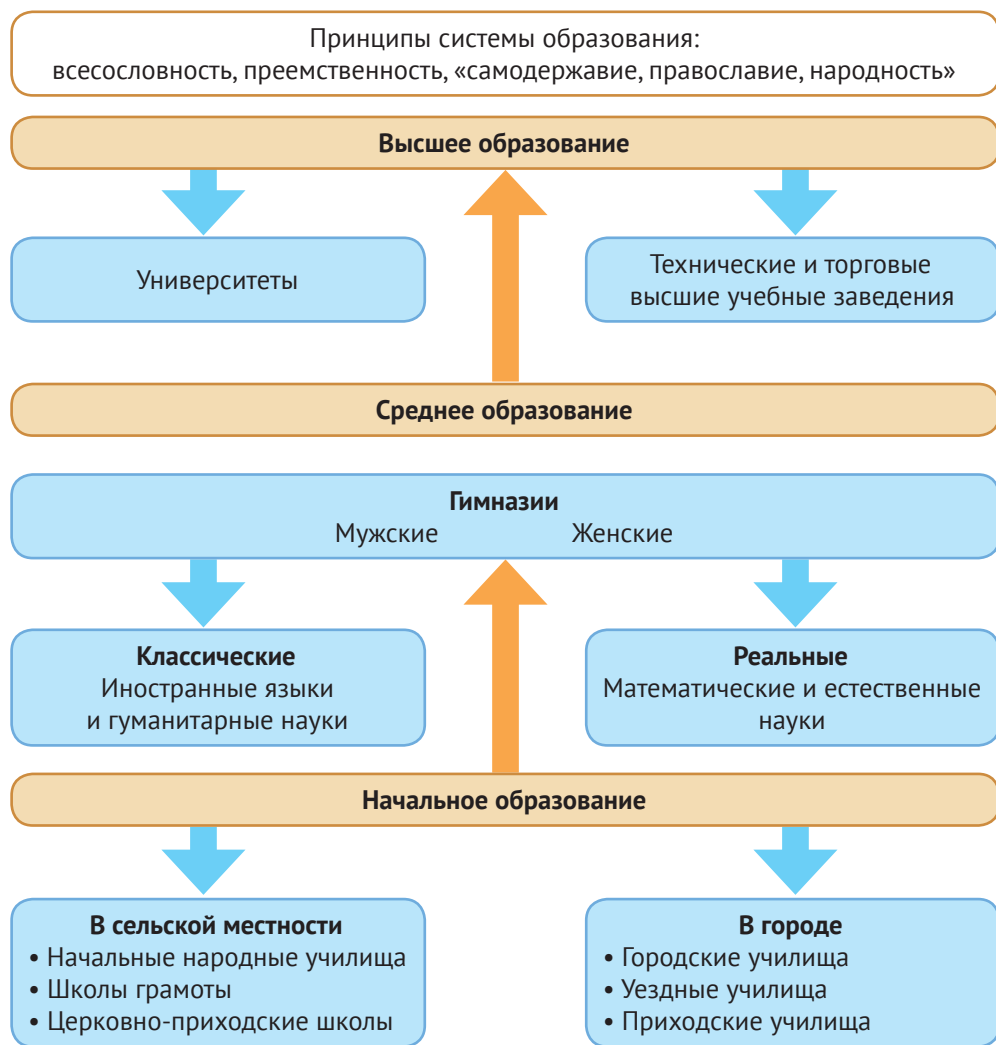 Принципы системы образования:
всесословность, преемственность, «самодержавие, православие, народность»
Высшее образование
Университеты
Технические и торговые
высшие учебные заведения
Среднее образование
Гимназии
Мужские Женские
Классические
Иностранные языки
и гуманитарные науки
Реальные
Математические и естественные
науки
Начальное образование
В сельской местности
• Начальные народные училища
• Школы грамоты
• Церковно-приходские школы
В городе
• Городские училища
• Уездные училища
• Приходские училища